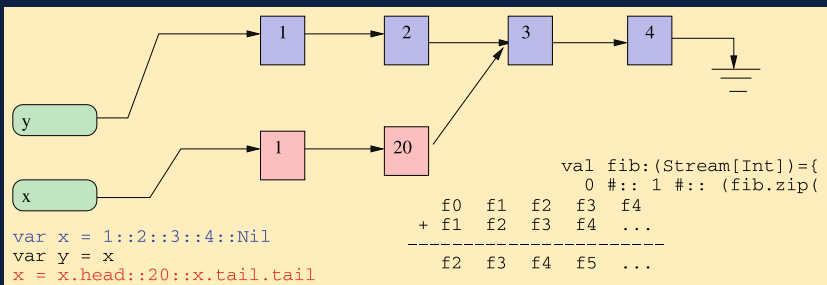 1 2 3 4
y
1 20
x
val fib:(Stream[Int])={
0 #:: 1 #:: (fib.zip(
f0 f1 f2 f3 f4
+ f1 f2 f3 f4 ...
f2 f3 f4 f5 ...
var x = 1::2::3::4::Nil
var y = x
x = x.head::20::x.tail.tail